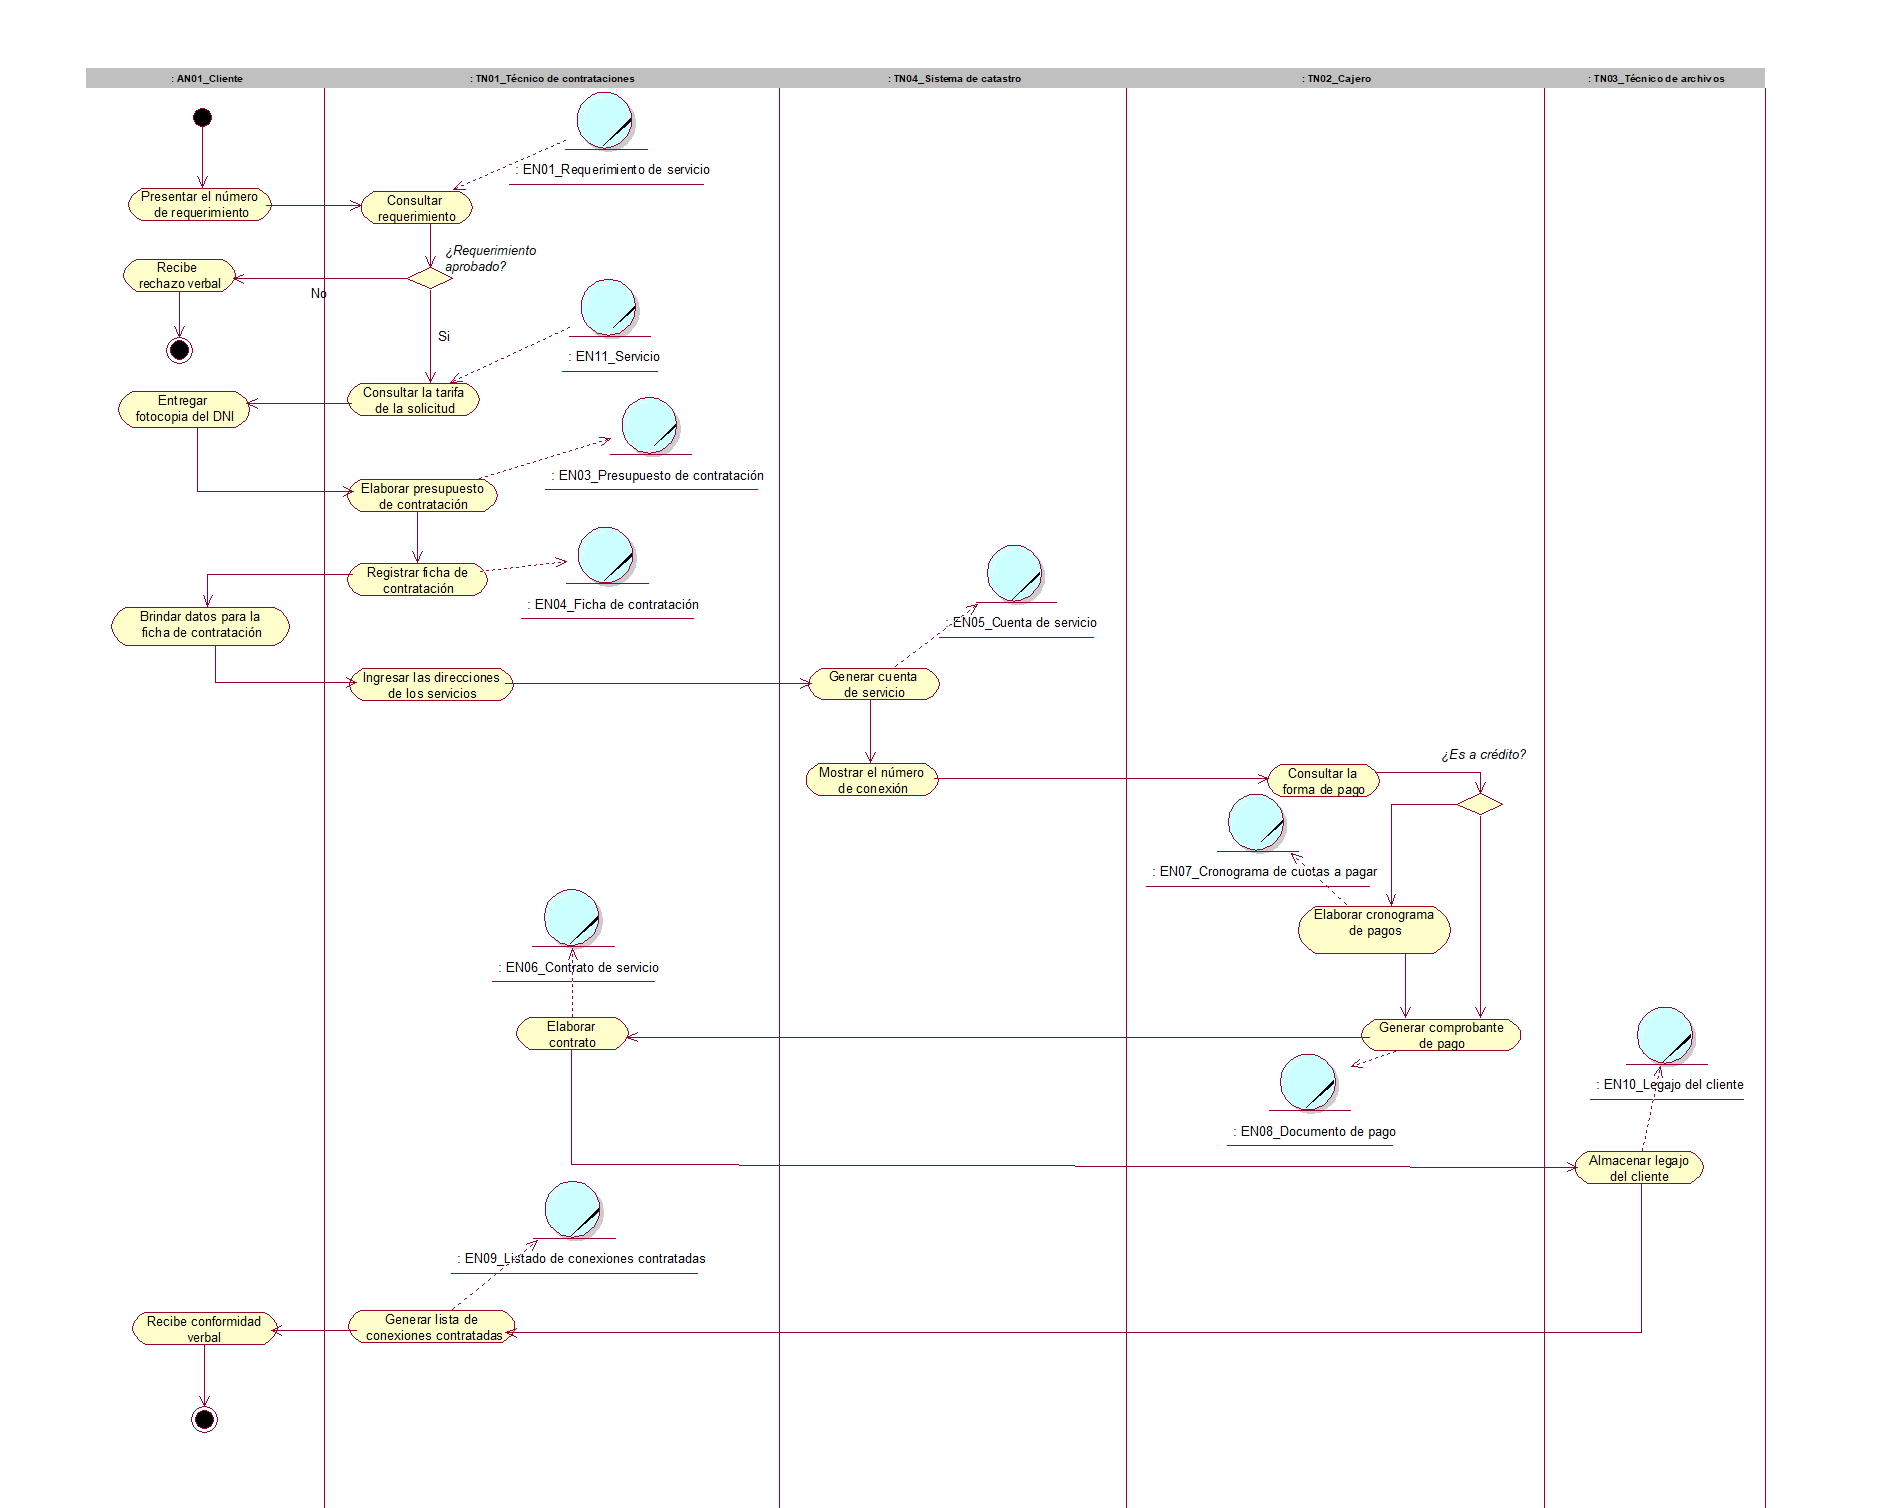 : AN01_Cliente
: TN01_Técnico de contrataciones
: TN04_Sistema de catastro
: TN02_Cajero
: TN03_Técnico de archivos
: EN01_Requerimiento de servicio
Presentar el número
de requerimiento
Consultar
requerimiento
¿Requerimiento
aprobado?
Recibe
rechazo verbal
No
Si
: EN11_Servicio
Consultar la tarifa
de la solicitud
Entregar
fotocopia del DNI
: EN03_Presupuesto de contratación
Elaborar presupuesto
de contratación
Registrar ficha de
contratación
: EN04_Ficha de contratación
Brindar datos para la
ficha de contratación
: EN05_Cuenta de servicio
Ingresar las direcciones
de los servicios
Generar cuenta
de servicio
Mostrar el número
de conexión
Consultar la
forma de pago
¿Es a crédito?
: EN07_Cronograma de cuotas a pagar
Elaborar cronograma
de pagos
: EN06_Contrato de servicio
Elaborar
contrato
Generar comprobante
de pago
: EN10_Legajo del cliente
: EN08_Documento de pago
Almacenar legajo
del cliente
: EN09_Listado de conexiones contratadas
Recibe conformidad
verbal
Generar lista de
conexiones contratadas